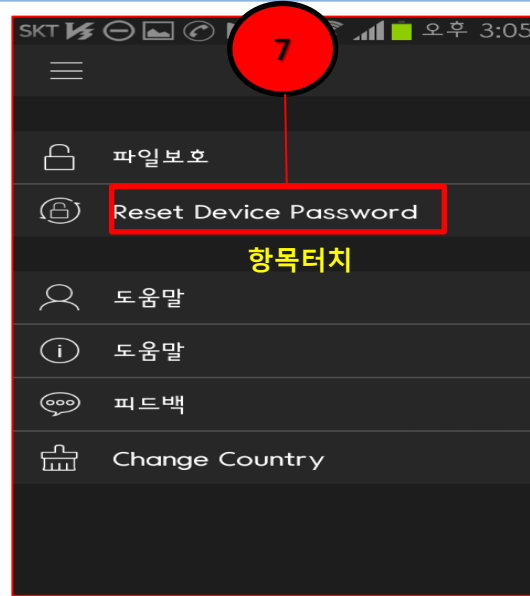 SKT 오후 3:05
7
파일보호
Reset Device Password
항목터치
도움말
도움말
피드백
Change Country